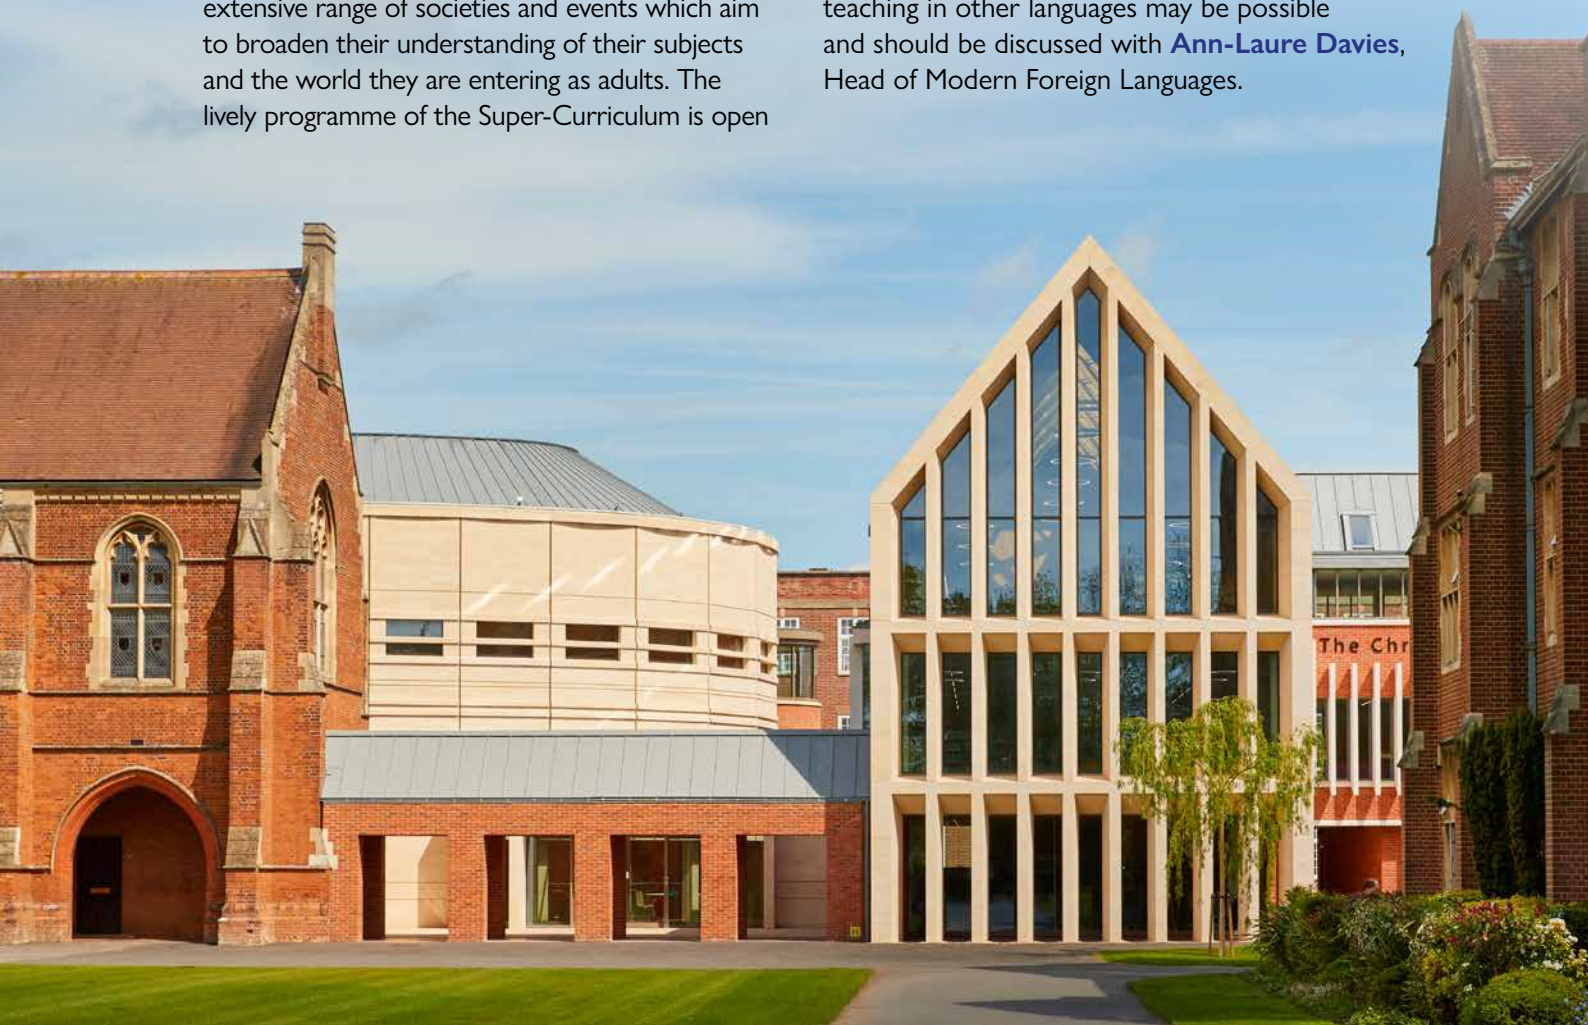 extensive range of societies and events which aim
to broaden their understanding of their subjects
and the world they are entering as adults. The
lively programme of the Super-Curriculum is open
teaching in other languages may be possible
and should be discussed with Ann-Laure Davies,
Head of Modern Foreign Languages.
The Chr